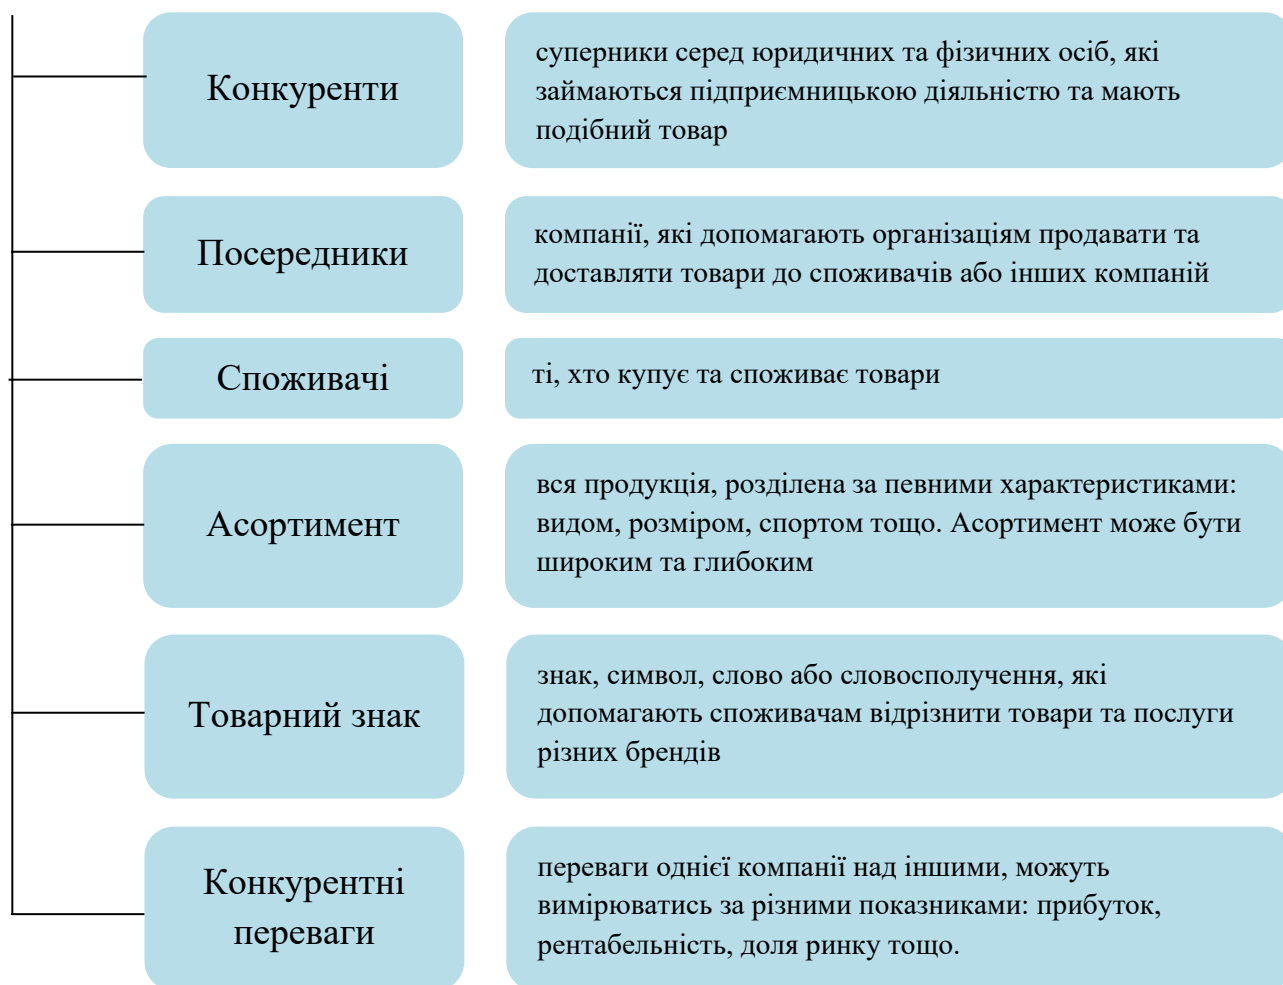 Конкуренти
суперники серед юридичних та фізичних осіб, які
займаються підприємницькою діяльністю та мають
подібний товар
Посередники
компанії, які допомагають організаціям продавати та
доставляти товари до споживачів або інших компаній
Споживачі
ті, хто купує та споживає товари
Асортимент
вся продукція, розділена за певними характеристиками:
видом, розміром, спортом тощо. Асортимент може бути
широким та глибоким
Товарний знак
знак, символ, слово або словосполучення, які
допомагають споживачам відрізнити товари та послуги
різних брендів
Конкурентні
переваги
переваги однієї компанії над іншими, можуть
вимірюватись за різними показниками: прибуток,
рентабельність, доля ринку тощо.